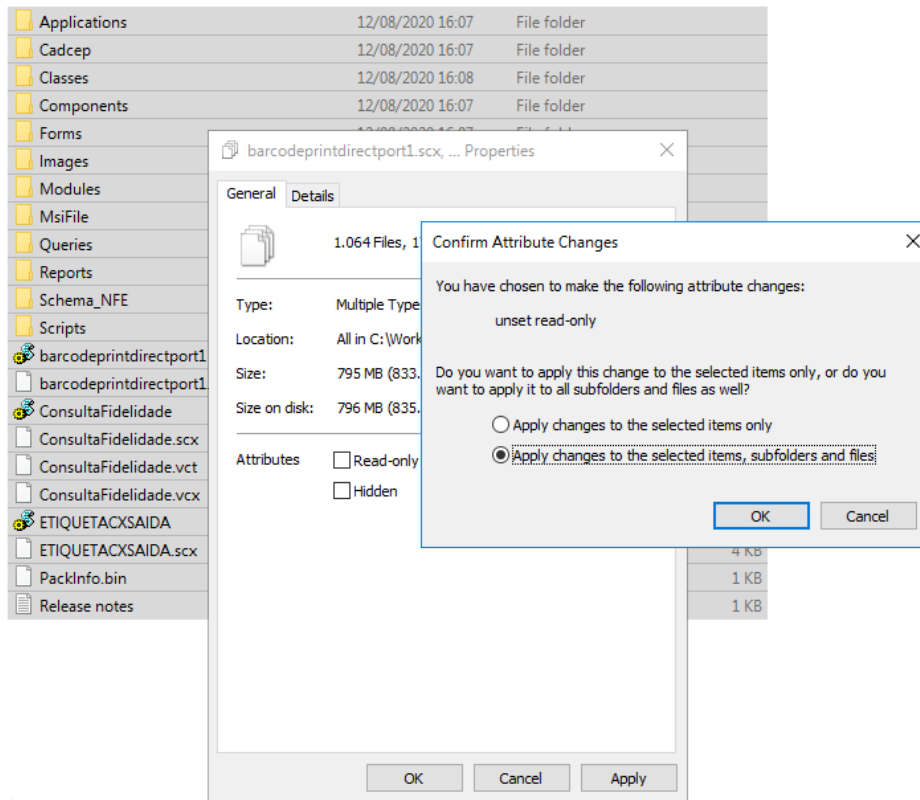 Applications 12/08/2020 16:07 File folder
Cadcep 12/08/2020 16:07 File folder
Classes 12/08/2020 16:08 File folder
Components 12/08/2020 16:07 File folder
Forms 12/08/2020 16:07 File folder
Images
Modules
MsiFile
Queries
Reports
Schema_NFE
Scripts
barcodeprintdirectport1
barcodeprintdirectport1.
ConsultaFidelidade
ConsultaFidelidade.scx
ConsultaFidelidade.vct
ConsultaFidelidade.vcx
ETIQUETACXSAIDA
ETIQUETACXSAIDA.scx 4 KB
PackInfo.bin 1 KB
Release notes 1 KB
barcodeprintdirectport1.scx, ... Properties
General Details
1.064 Files, 1
Type: Multiple Type
Location: All in C:\Work
Size: 795 MB (833.
Size on disk: 796 MB (835.
Attributes Read-only
Hidden
OK Cancel Apply
Confirm Attribute Changes
You have chosen to make the following attribute changes:
unset read-only
Do you want to apply this change to the selected items only, or do you
want to apply it to all subfolders and files as well?
Apply changes to the selected items only
Apply changes to the selected items, subfolders and files
OK Cancel